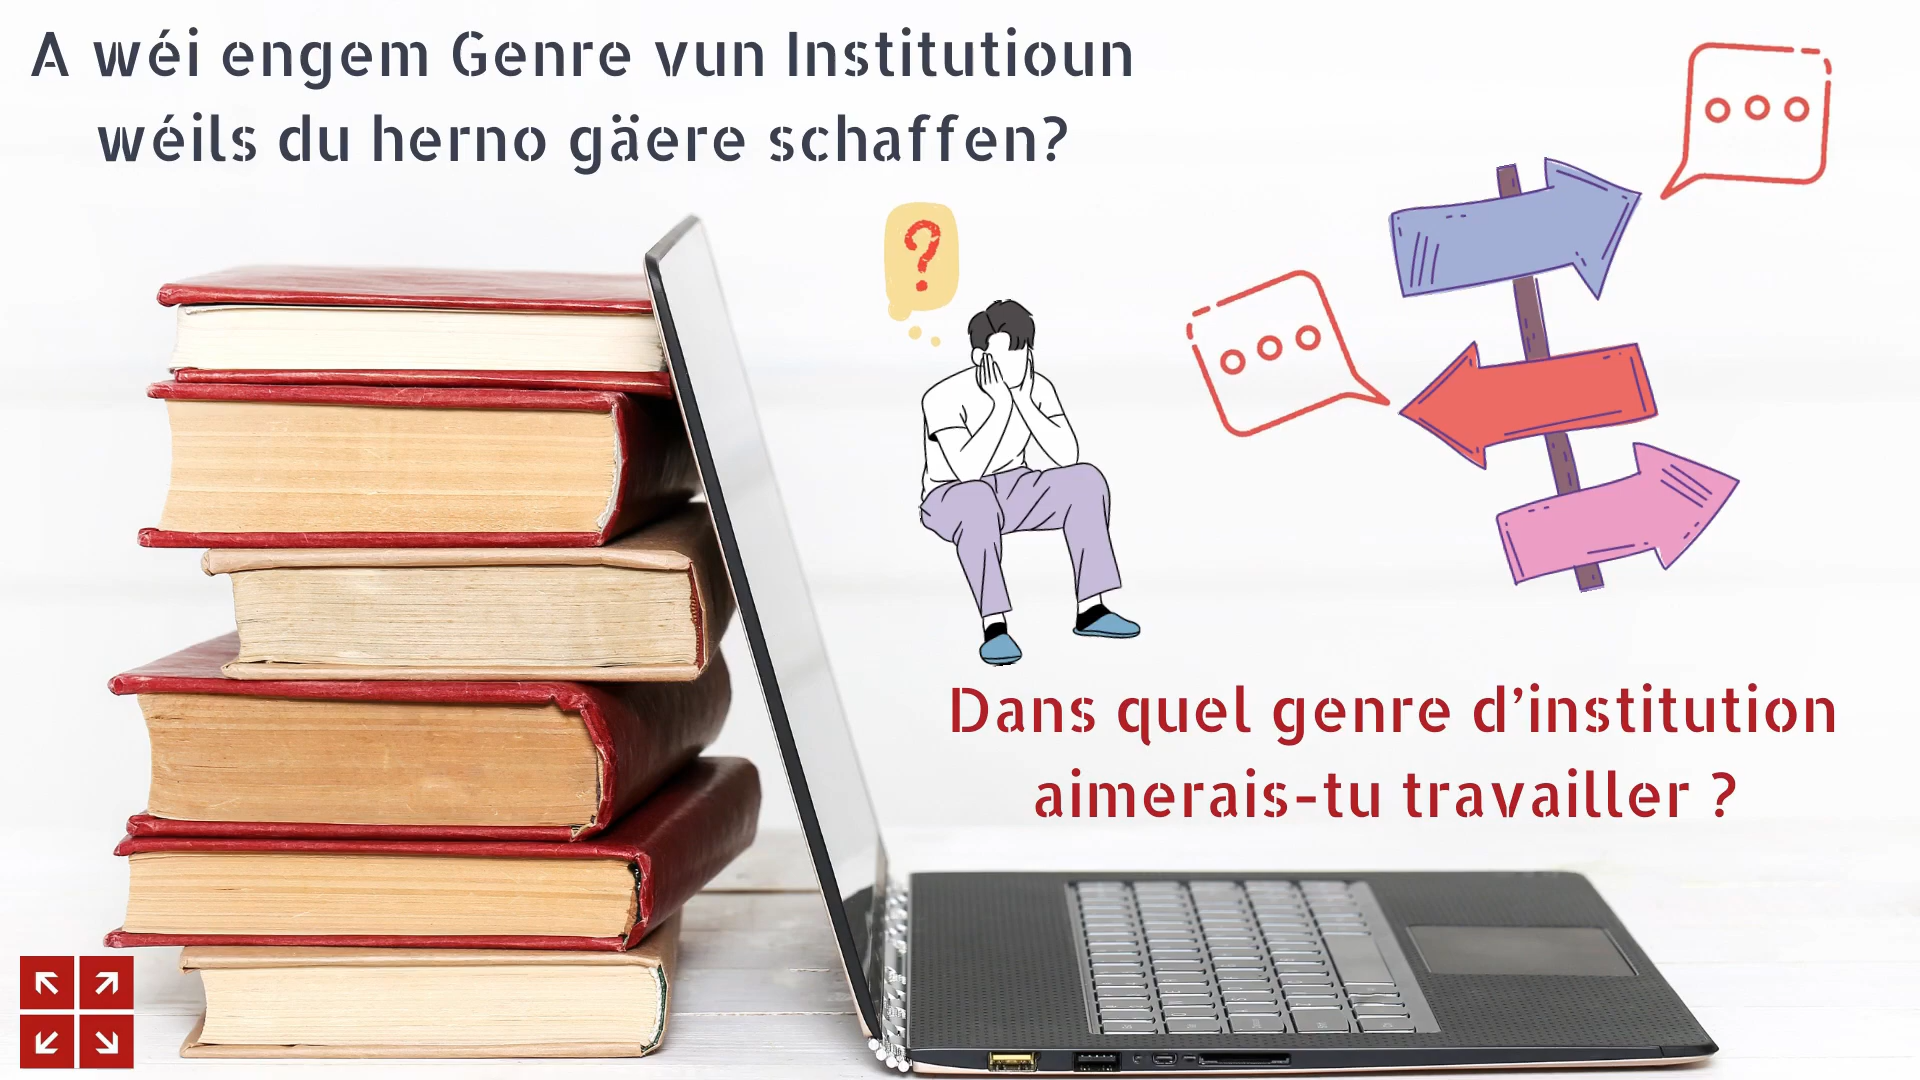 A wéi engem Genre vun Institutioun
wéils du herno gäere schaffen?
?
Dans quel genre d’institution
aimerais-tu travailler ?